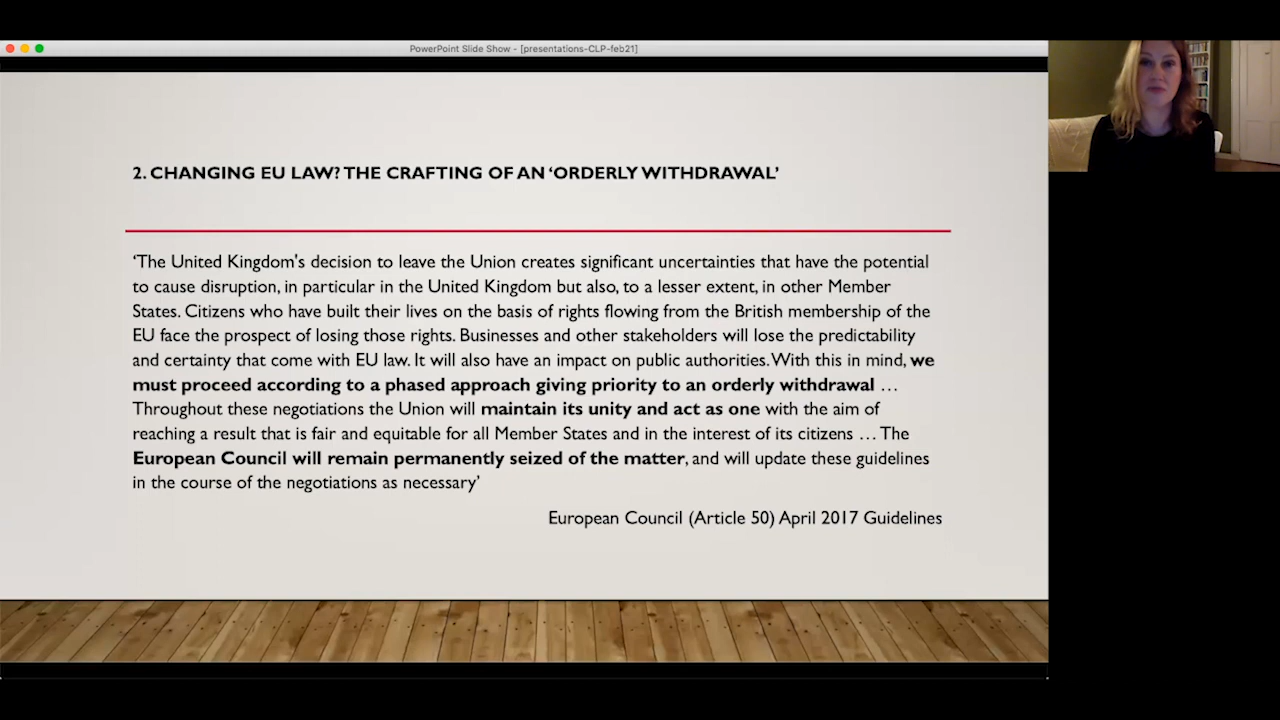 PowerPoint Slide Show - [presentations-CLP-feb21]
2. CHANGING EU LAW? THE CRAFTING OF AN ‘ORDERLY WITHDRAWAL’
‘The United Kingdom's decision to leave the Union creates significant uncertainties that have the potential
to cause disruption, in particular in the United Kingdom but also, to a lesser extent, in other Member
States. Citizens who have built their lives on the basis of rights flowing from the British membership of the
EU face the prospect of losing those rights. Businesses and other stakeholders will lose the predictability
and certainty that come with EU law. It will also have an impact on public authorities. With this in mind, we
must proceed according to a phased approach giving priority to an orderly withdrawal …
Throughout these negotiations the Union will maintain its unity and act as one with the aim of
reaching a result that is fair and equitable for all Member States and in the interest of its citizens … The
European Council will remain permanently seized of the matter, and will update these guidelines
in the course of the negotiations as necessary’
European Council (Article 50) April 2017 Guidelines